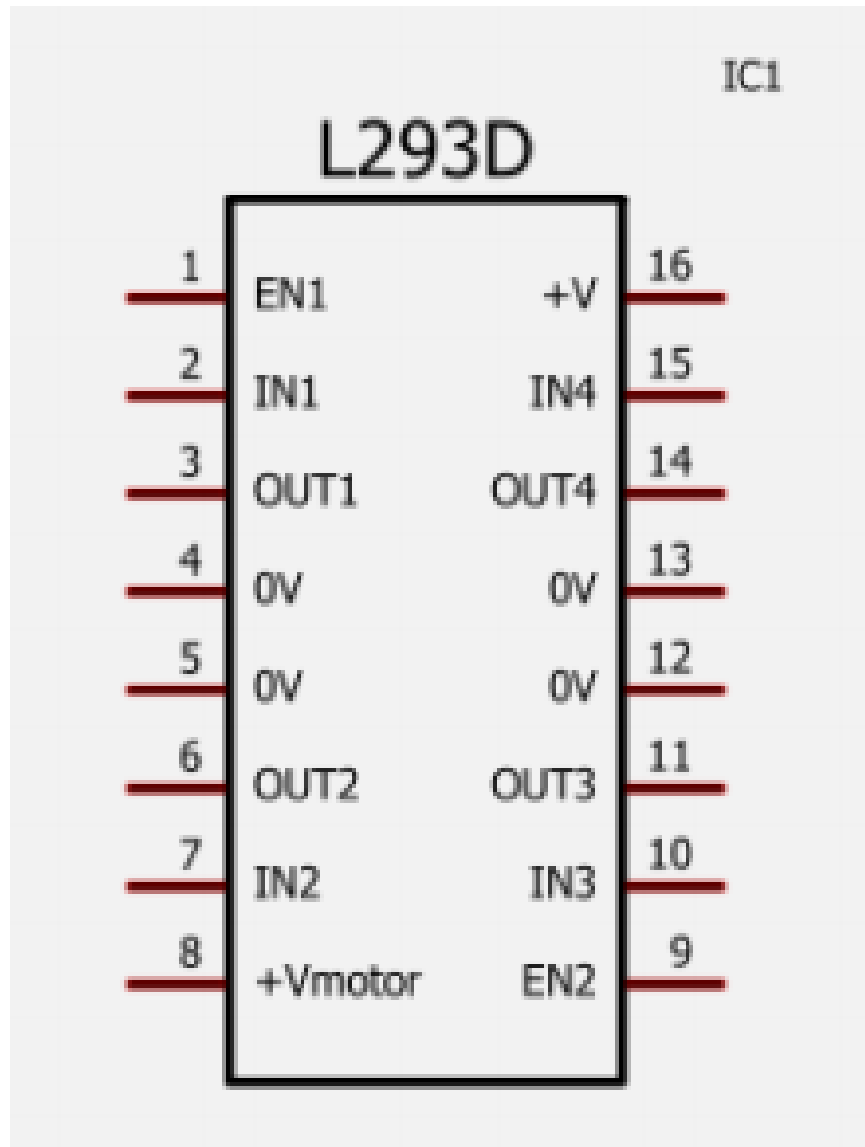 IC1
L293D
1 EN1 +V 16
2 IN1 IN4 15
3 OUT1 OUT4 14
4 0V 0V 13
5 0V 0V 12
6 OUT2 OUT3 11
7 IN2 IN3 10
8 +Vmotor EN2 9